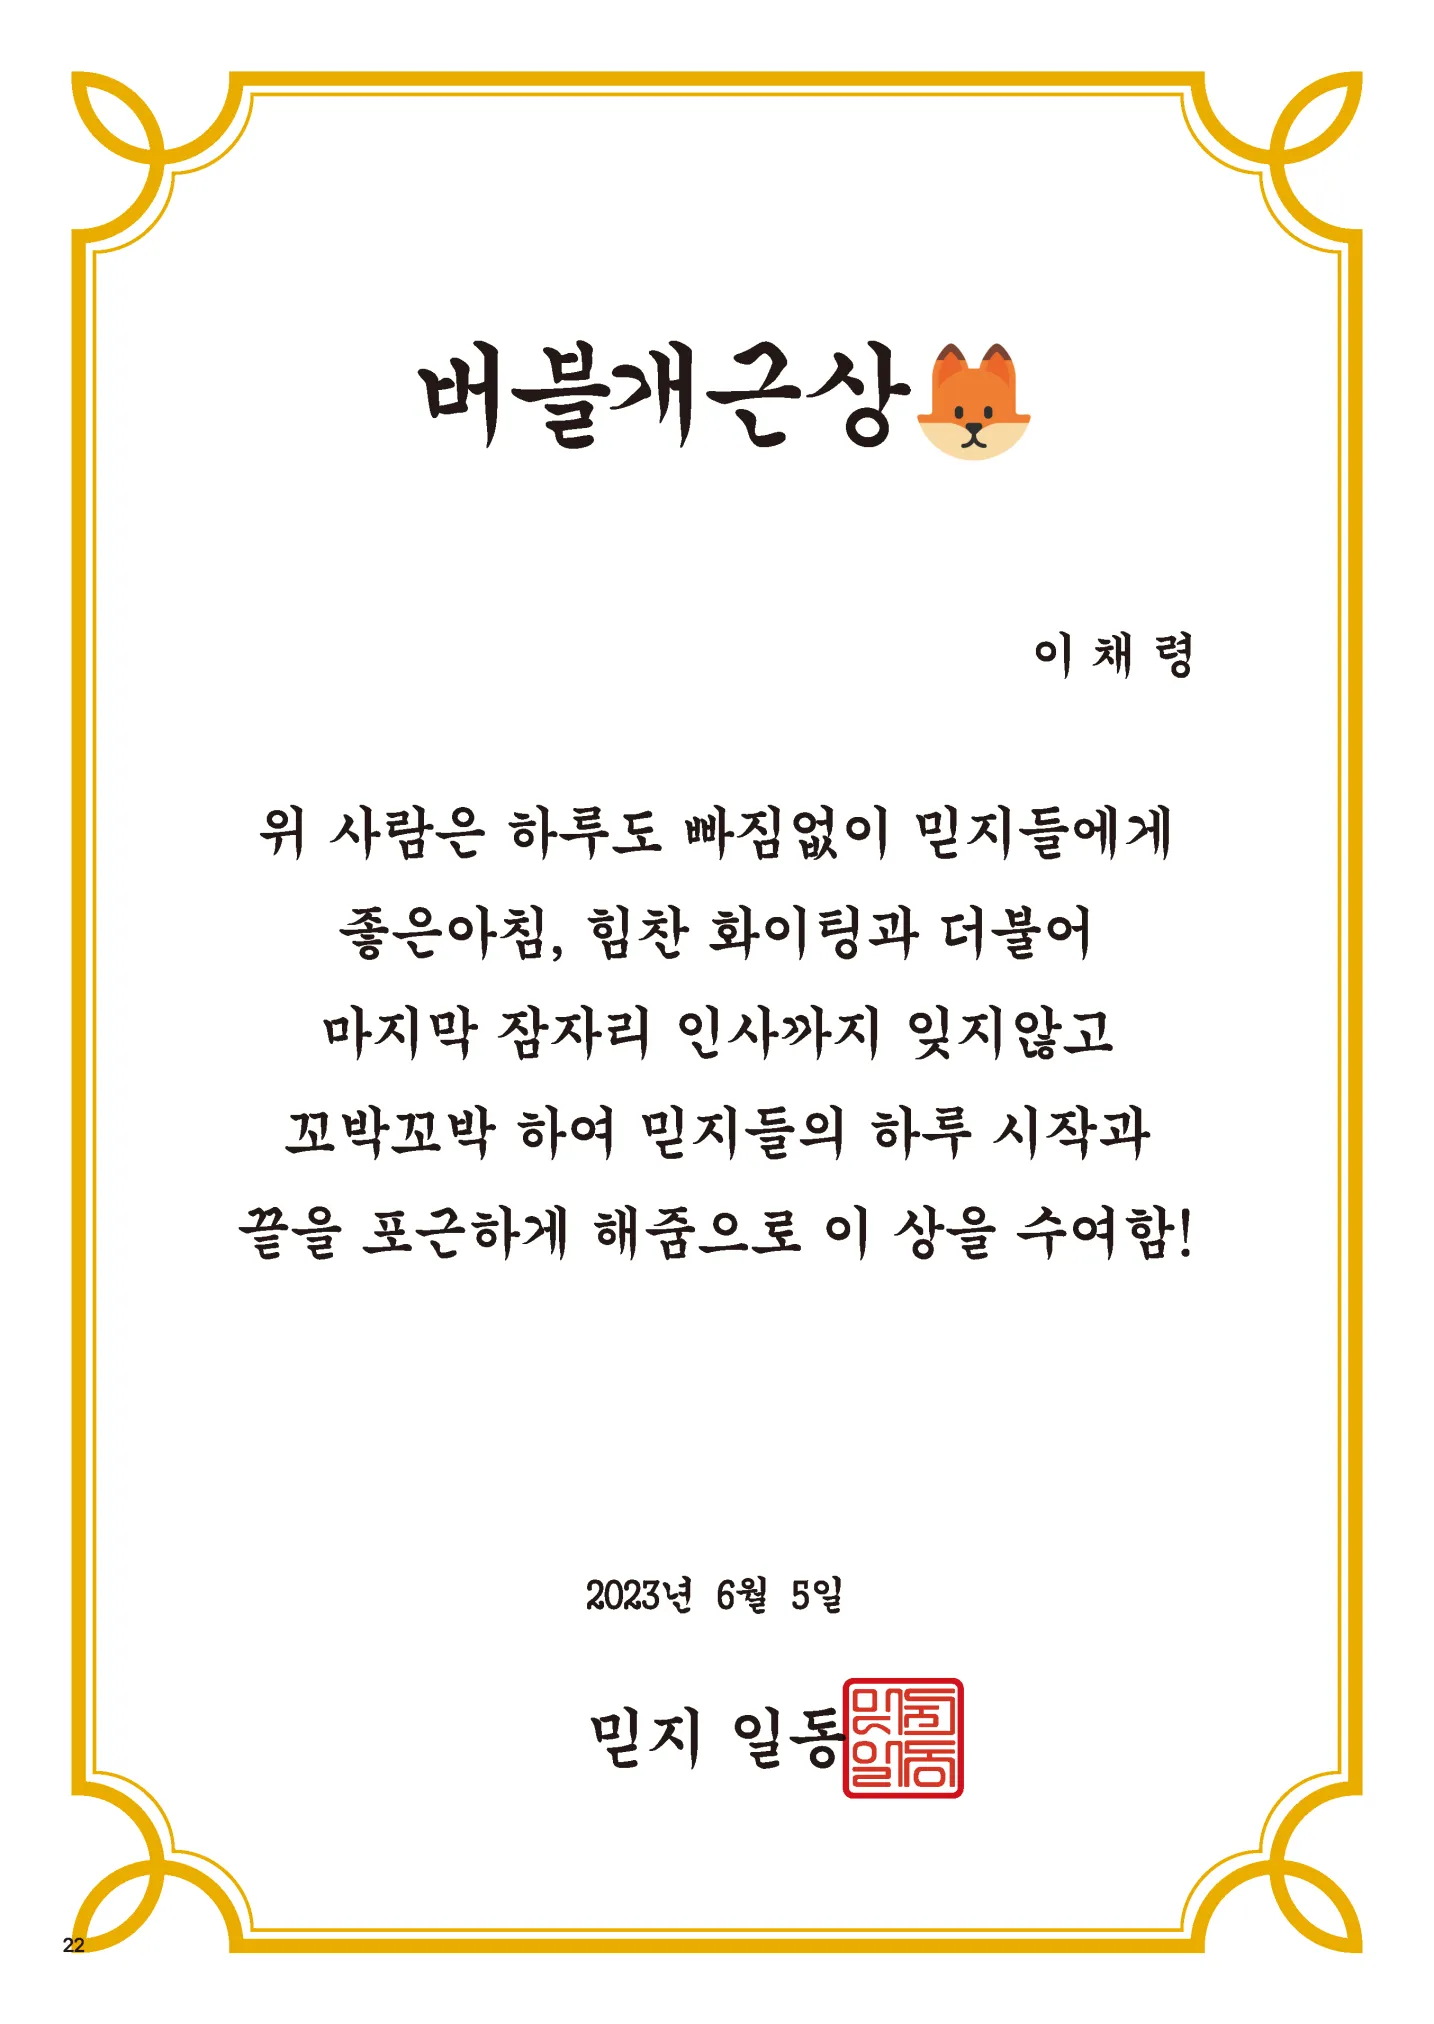 버블개근상
이 채 령
위 사람은 하루도 빠짐없이 믿지들에게
좋은아침, 힘찬 화이팅과 더불어
마지막 잠자리 인사까지 잊지않고
꼬박꼬박 하여 믿지들의 하루 시작과
끝을 포근하게 해줌으로 이 상을 수여함!
2023년 6월 5일
믿지 일동
22